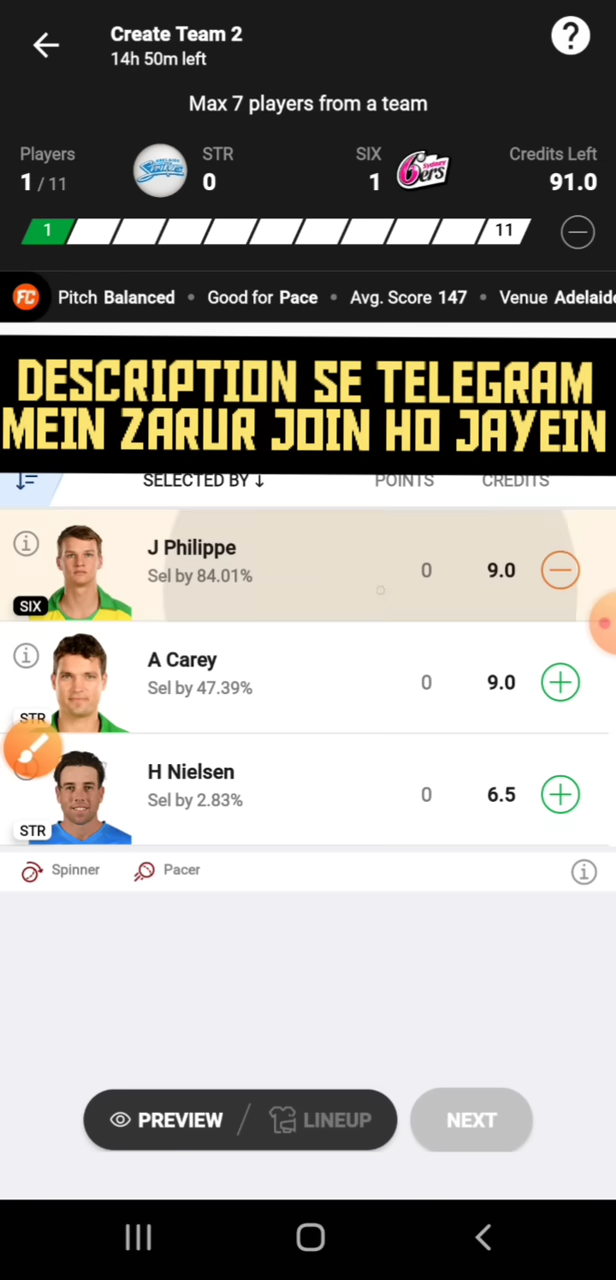 Create Team 2
14h 50m left
?
Max 7 players from a team
Players STR SIX Credits Left
1 / 11 0 1 91.0
1 11
FC Pitch Balanced • Good for Pace • Avg. Score 147 • Venue Adelaide
DESCRIPTION SE TELEGRAM
MEIN ZARUR JOIN HO JAYEIN
SELECTED BY ↓ POINTS CREDITS
J Philippe
Sel by 84.01% 0 9.0
SIX
A Carey
Sel by 47.39% 0 9.0
STR
H Nielsen
Sel by 2.83% 0 6.5
STR
Spinner Pacer
PREVIEW / LINEUP NEXT